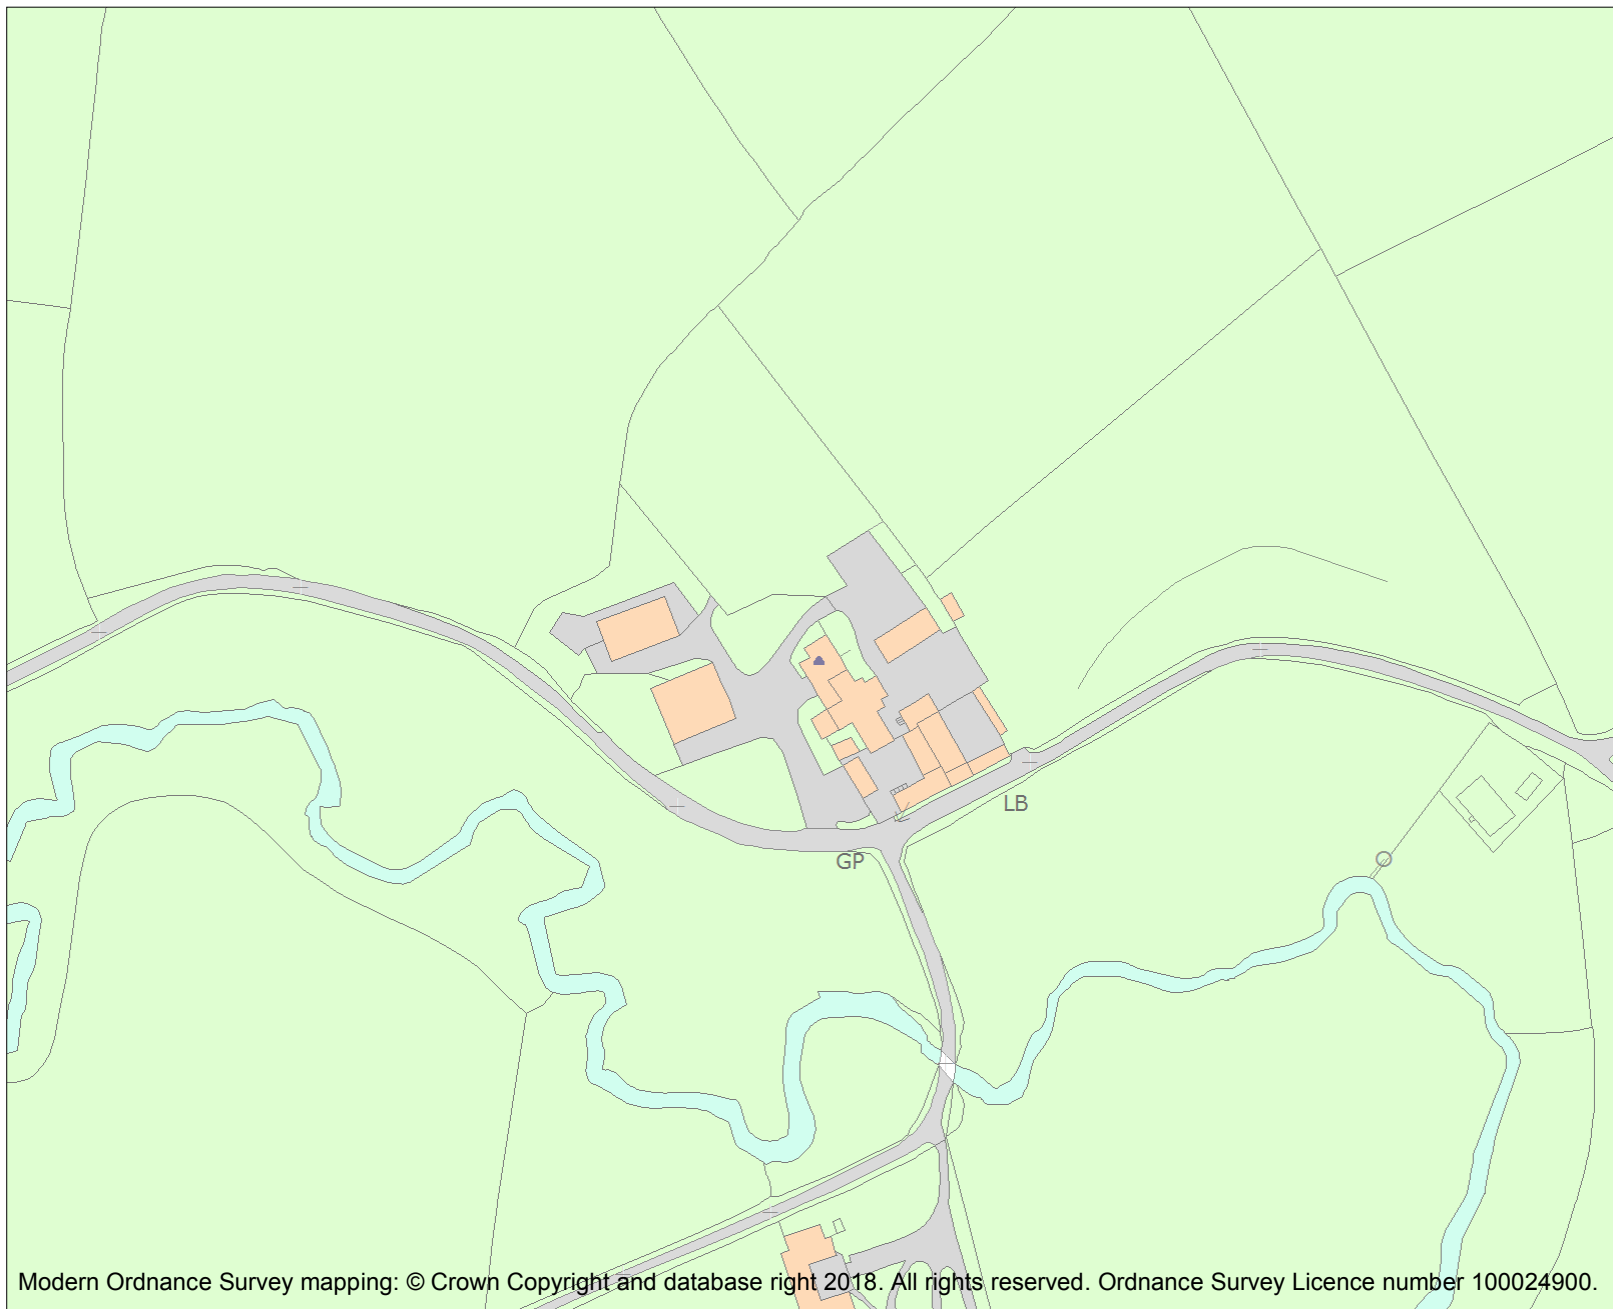 LB
GP
Modern Ordnance Survey mapping: © Crown Copyright and database right 2018. All rights reserved. Ordnance Survey Licence number 100024900.